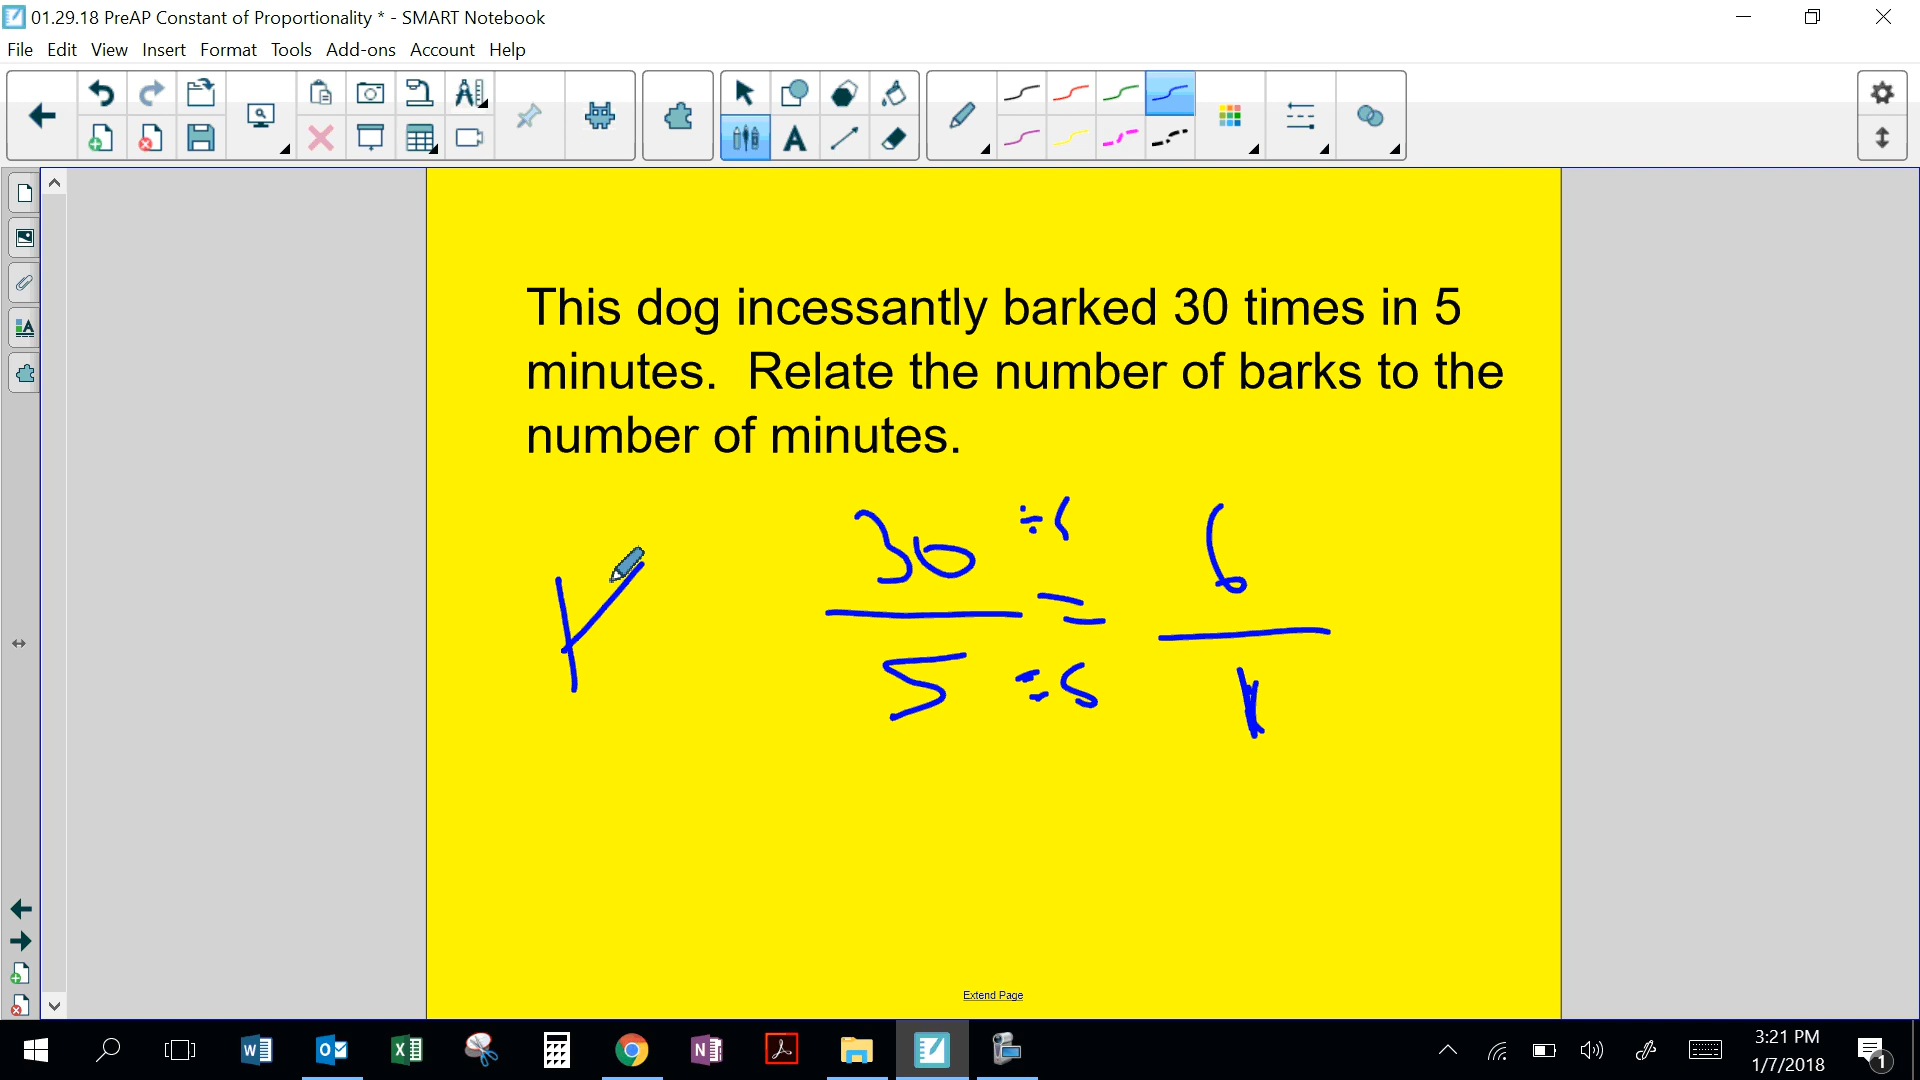 01.29.18 PreAP Constant of Proportionality * - SMART Notebook
File Edit View Insert Format Tools Add-ons Account Help
This dog incessantly barked 30 times in 5
minutes. Relate the number of barks to the
number of minutes.
30
5 ÷5
=
6
1
Extend Page
3:21 PM
1/7/2018
1